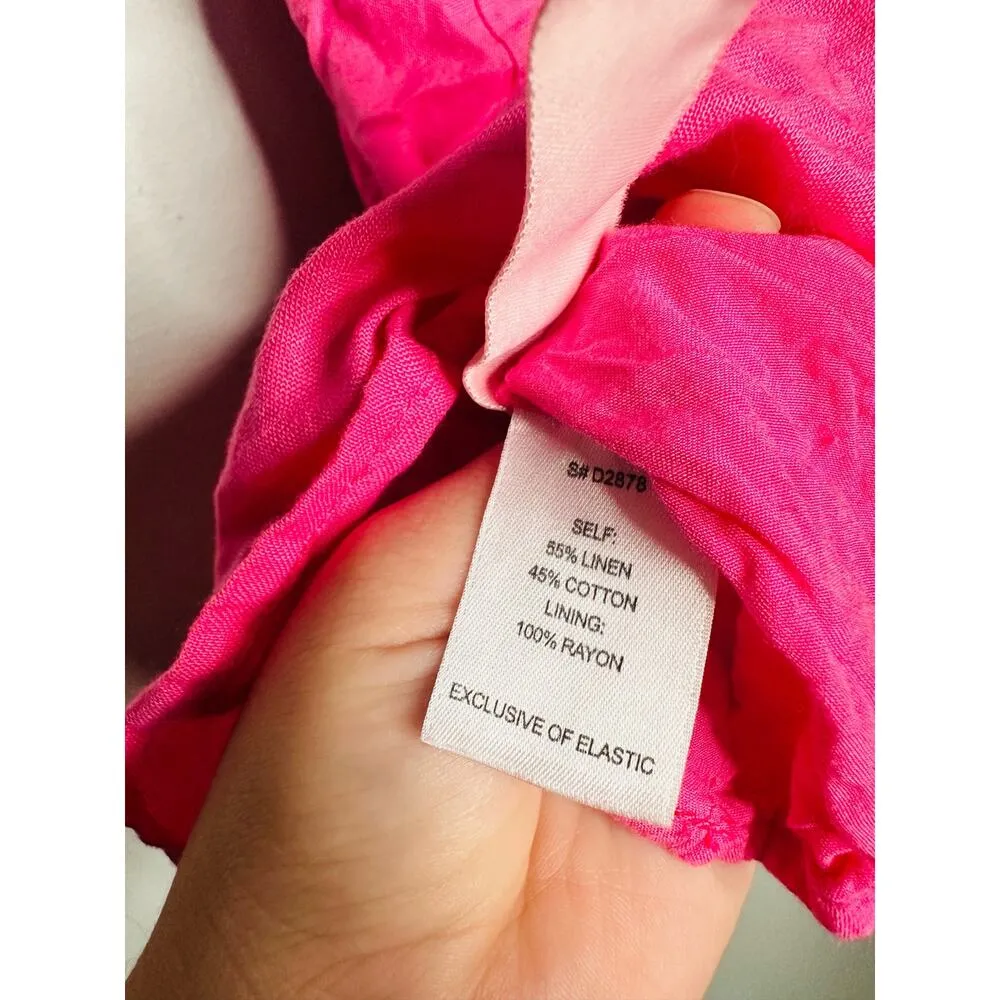 S# D2878
SELF:
55% LINEN
45% COTTON
LINING:
100% RAYON
EXCLUSIVE OF ELASTIC